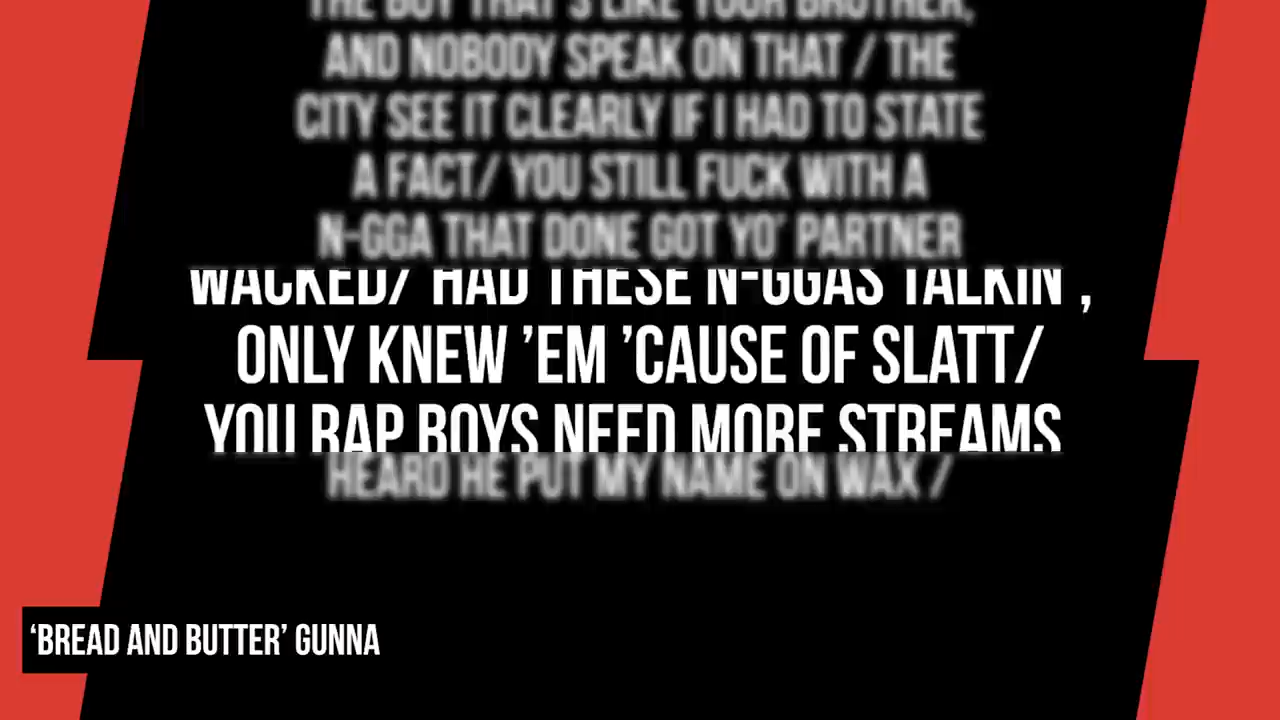 THE BOY THAT'S LIKE YOUR BROTHER,
AND NOBODY SPEAK ON THAT / THE
CITY SEE IT CLEARLY IF I HAD TO STATE
A FACT/ YOU STILL FUCK WITH A
N-GGA THAT DONE GOT YO' PARTNER
WACKED/ HAD THESE N-GGAS TALKIN',
ONLY KNEW 'EM 'CAUSE OF SLATT/
YOU RAP BOYS NEED MORE STREAMS
HEARD HE PUT MY NAME ON WAX /
‘BREAD AND BUTTER’ GUNNA